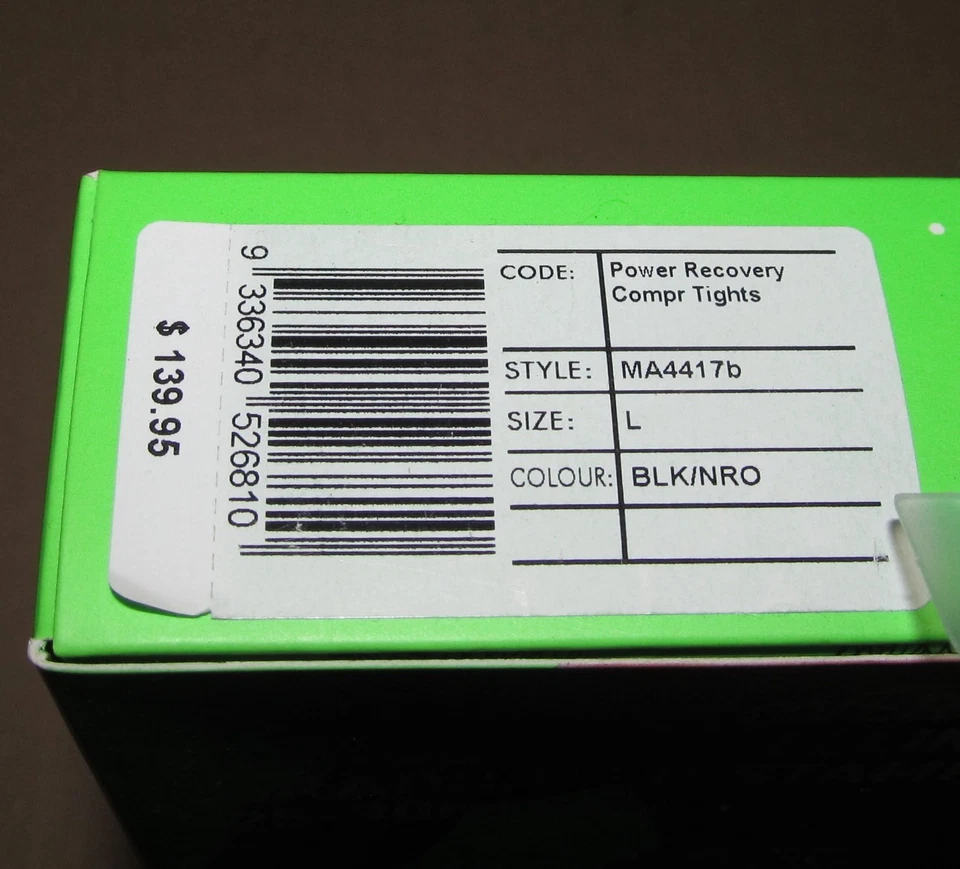 $ 139.95
9 336340 526810
CODE: Power Recovery
Compr Tights
STYLE: MA4417b
SIZE: L
COLOUR: BLK/NRO